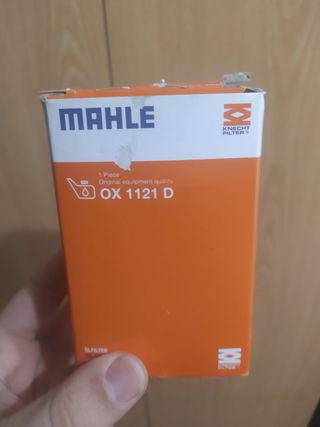 MAHLE
KNECHT
FILTER
1 Piece
Original equipment quality
OX 1121 D
ÖLFILTER